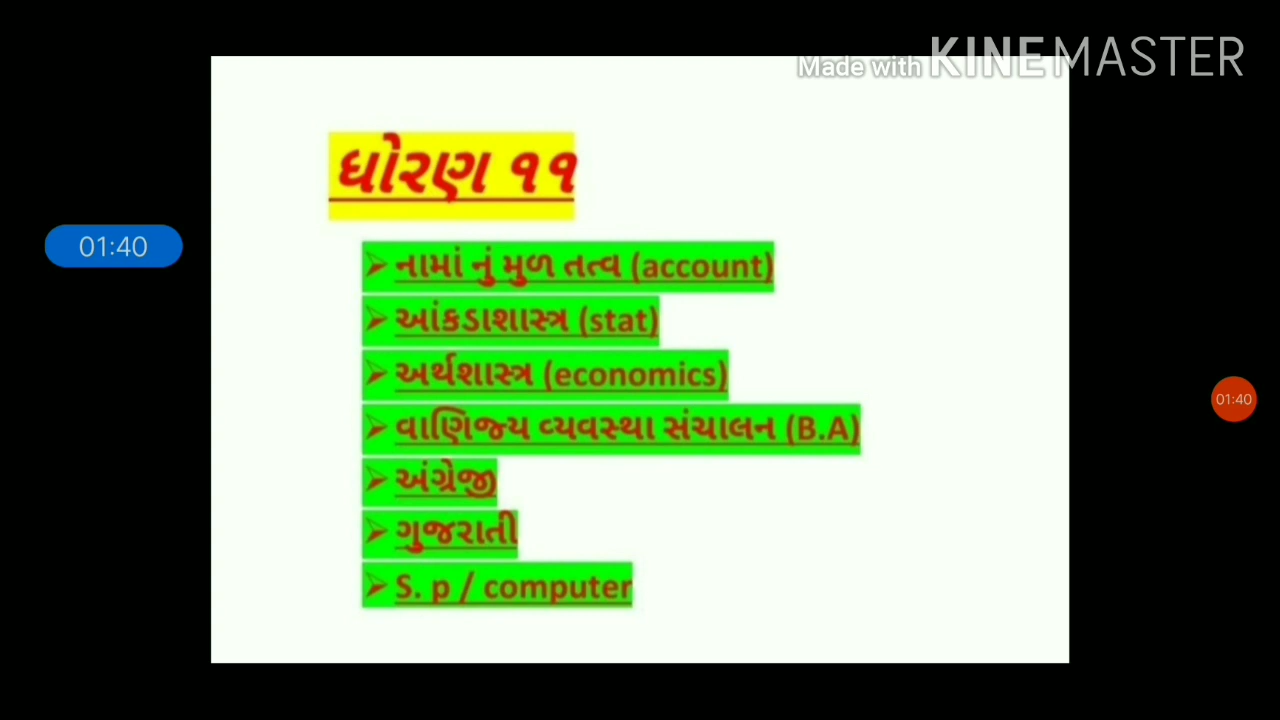 Made with KINEMASTER
ધોરણ ૧૧
01:40
➢ નામાં નું મુળ તત્વ (account)
➢ આંકડાશાસ્ત્ર (stat)
➢ અર્થશાસ્ત્ર (economics)
01:40
➢ વાણિજ્ય વ્યવસ્થા સંચાલન (B.A)
➢ અંગ્રેજી
➢ ગુજરાતી
➢ S. p / computer